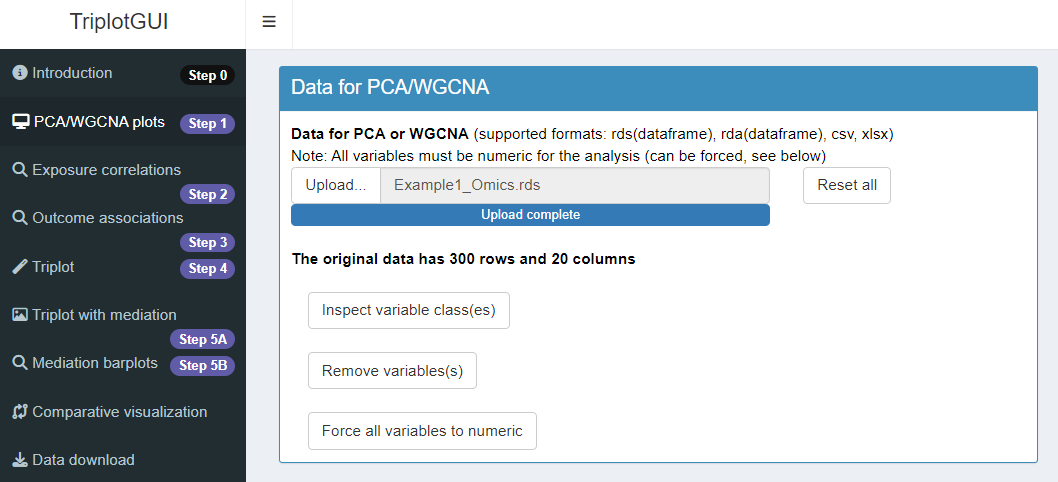 TriplotGUI
Introduction
Step 0
PCA/WGCNA plots
Step 1
Exposure correlations
Step 2
Outcome associations
Step 3
Triplot
Step 4
Triplot with mediation
Step 5A
Mediation barplots
Step 5B
Comparative visualization
Data download
Data for PCA/WGCNA
Data for PCA or WGCNA (supported formats: rds(dataframe), rda(dataframe), csv, xlsx)
Note: All variables must be numeric for the analysis (can be forced, see below)
Upload... Example1_Omics.rds
Reset all
Upload complete
The original data has 300 rows and 20 columns
Inspect variable class(es)
Remove variables(s)
Force all variables to numeric